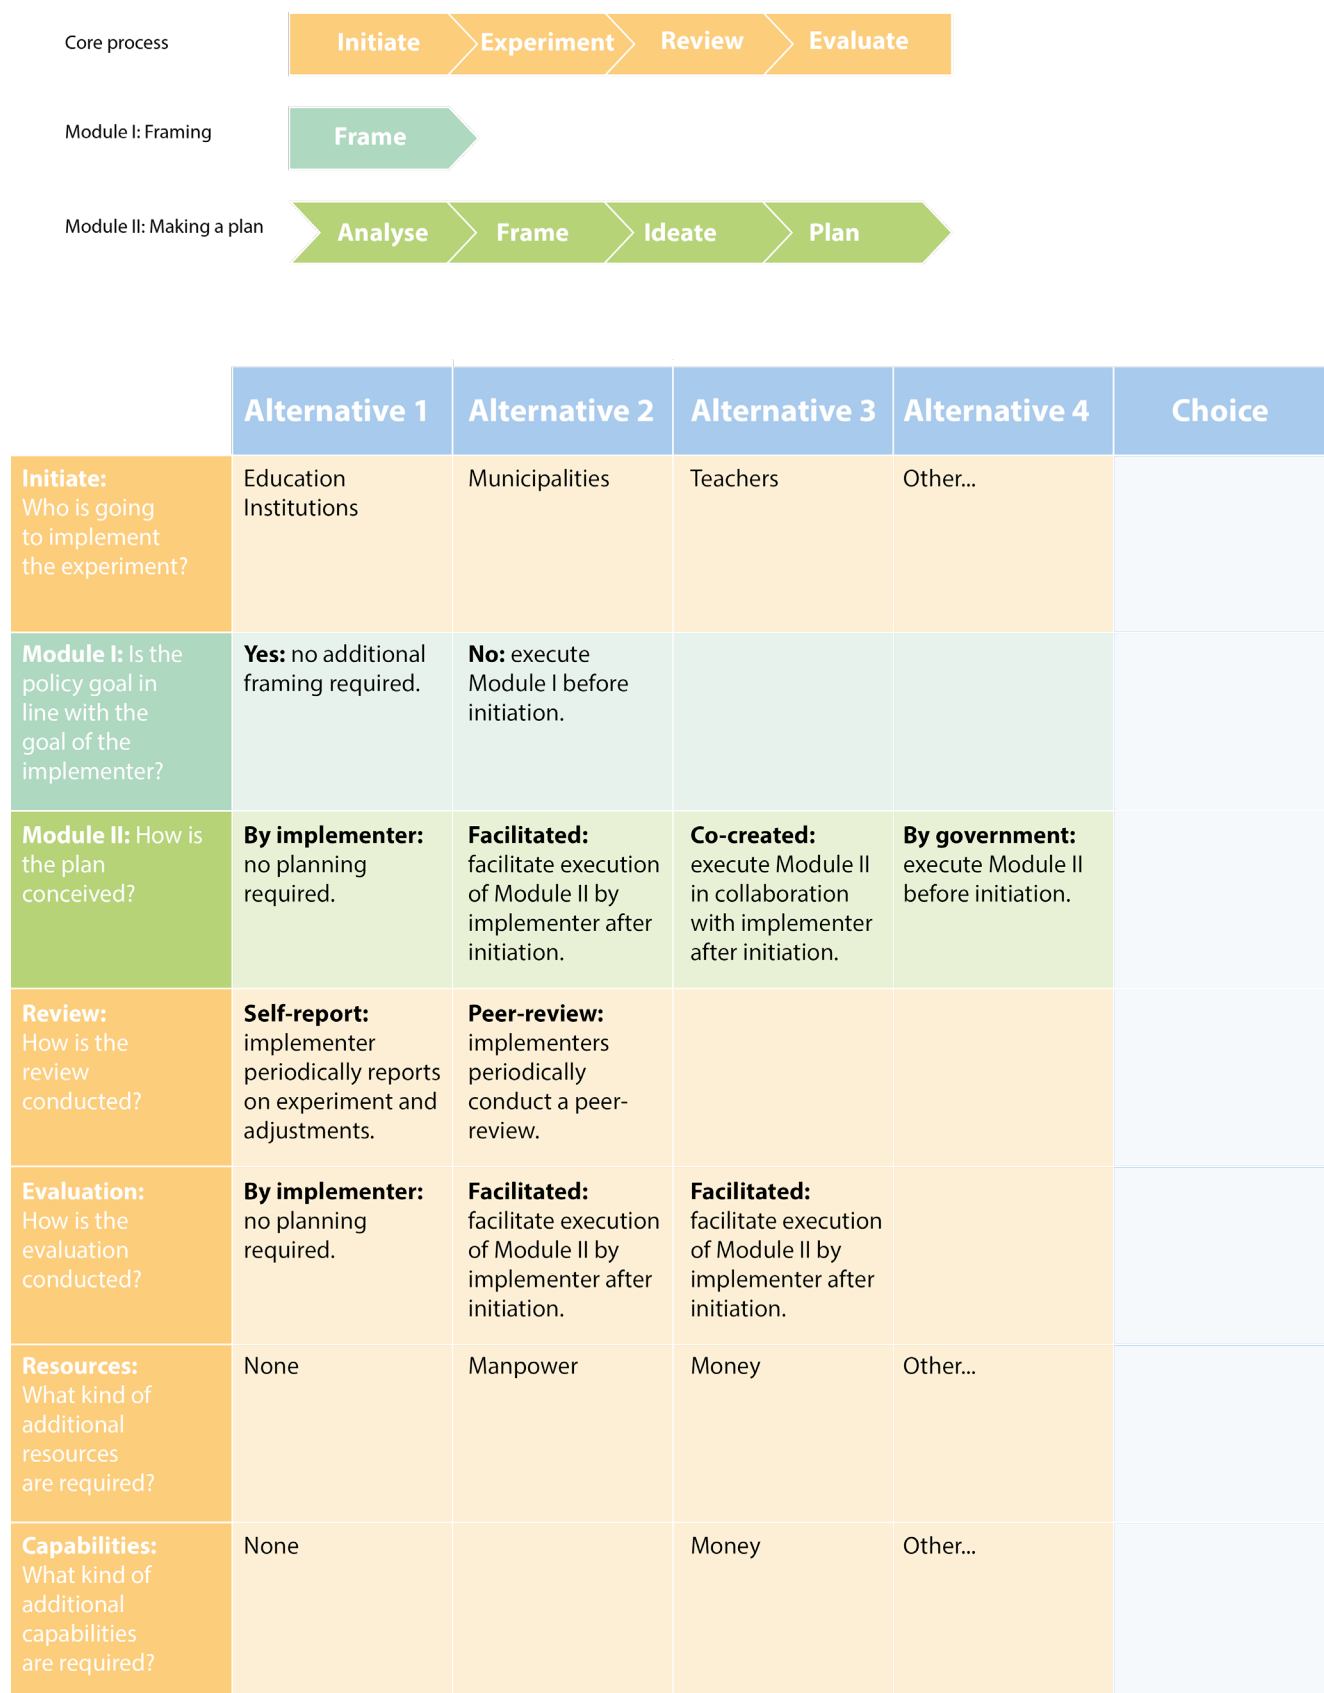 Core process
Initiate
Experiment
Review
Evaluate
Module I: Framing
Frame
Module II: Making a plan
Analyse
Frame
Ideate
Plan
Alternative 1
Alternative 2
Alternative 3
Alternative 4
Choice
Initiate:
Who is going
to implement
the experiment?
Education
Institutions
Municipalities
Teachers
Other...
Module I: Is the
policy goal in
line with the
goal of the
implementer?
Yes: no additional
framing required.
No: execute
Module I before
initiation.
Module II: How is
the plan
conceived?
By implementer:
no planning
required.
Facilitated:
facilitate execution
of Module II by
implementer after
initiation.
Co-created:
execute Module II
in collaboration
with implementer
after initiation.
By government:
execute Module II
before initiation.
Review:
How is the
review
conducted?
Self-report:
implementer
periodically reports
on experiment and
adjustments.
Peer-review:
implementers
periodically
conduct a peer-
review.
Evaluation:
How is the
evaluation
conducted?
By implementer:
no planning
required.
Facilitated:
facilitate execution
of Module II by
implementer after
initiation.
Facilitated:
facilitate execution
of Module II by
implementer after
initiation.
Resources:
What kind of
additional
resources
are required?
None
Manpower
Money
Other...
Capabilities:
What kind of
additional
capabilities
are required?
None
Money
Other...